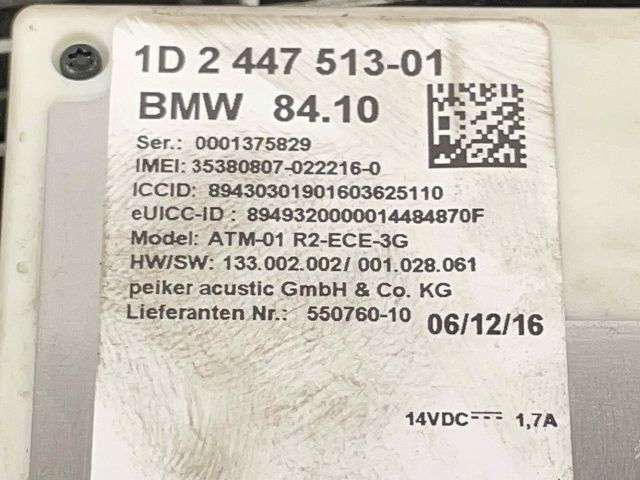 1D 2 447 513-01
BMW 84.10
Ser.: 0001375829
IMEI: 35380807-022216-0
ICCID: 89430301901603625110
eUICC-ID : 8949320000014484870F
Model: ATM-01 R2-ECE-3G
HW/SW: 133.002.002/ 001.028.061
peiker acustic GmbH & Co. KG
Lieferanten Nr.: 550760-10
06/12/16
14VDC⎓ 1,7A